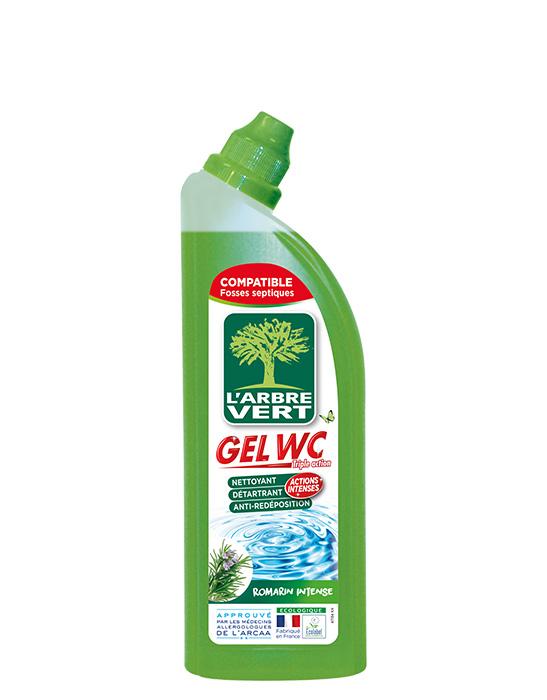 COMPATIBLE
Fosses septiques
L'ARBRE
VERT
GEL WC
Triple action
NETTOYANT
DÉTARTRANT
ANTI-REDÉPOSITION
ACTIONS
INTENSES
ROMARIN INTENSE
APPROUVÉ
PAR LES MÉDECINS
ALLERGOLOGUES
DE L'ARCAA
ÉCOLOGIQUE
Fabriqué
en France
Ecolabel